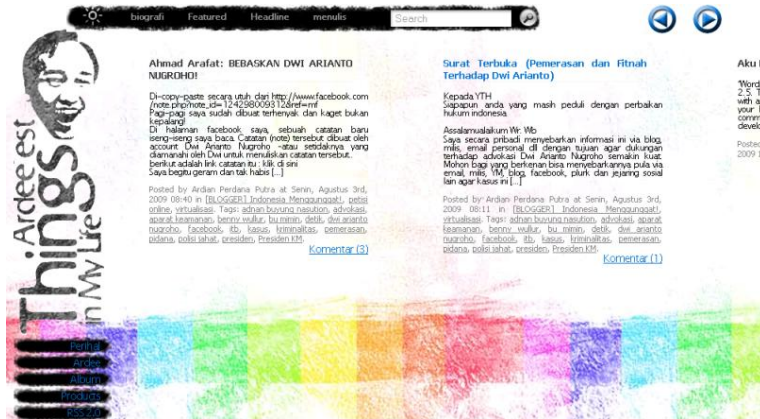 biografi Featured Headline menulis Search
Ardee est
Things
in My Life
Ahmad Arafat: BEBASKAN DWI ARIANTO
NUGROHO!
Di-copy-paste secara utuh dari http://www.facebook.com
/note.php?note_id=124298009312&ref=mf
Pagi-pagi saya sudah dibuat terhenyak dan kaget bukan
kepalang!
Di halaman facebook saya, sebuah catatan baru
iseng-iseng saya baca. Catatan (note) tersebut dibuat oleh
account Dwi Arianto Nugroho -atau setidaknya yang
diamanahi oleh Dwi untuk menuliskan catatan tersebut.
berikut adalah link catatan itu : klik di sini
Saya begitu geram dan tak habis [...]
Posted by Ardian Perdana Putra at Senin, Agustus 3rd,
2009 08:40 in [BLOGGER] Indonesia Menggunggat!, petisi
online, virtualisasi. Tags: adnan buyung nasution, advokasi,
aparat keamanan, benny wullur, bu mimin, detik, dwi arianto
nugroho, facebook, itb, kasus, kriminalitas, pemerasan,
pidana, polisi jahat, presiden, Presiden KM.
Komentar (3)
Surat Terbuka (Pemerasan dan Fitnah
Terhadap Dwi Arianto)
Kepada YTH
Siapapun anda yang masih peduli dengan perbaikan
hukum indonesia
Assalamualaikum Wr. Wb
Saya secara pribadi menyebarkan informasi ini via blog,
milis, email personal dll dengan tujuan agar dukungan
terhadap advokasi Dwi Arianto Nugroho semakin kuat.
Mohon bagi yang berkenan bisa menyebarkannya pula via
email, milis, YM, blog, facebook, plurk dan jejaring sosial
lain agar kasus ini [...]
Posted by Ardian Perdana Putra at Senin, Agustus 3rd,
2009 08:11 in [BLOGGER] Indonesia Menggunggat!,
virtualisasi. Tags: adnan buyung nasution, advokasi, aparat
keamanan, benny wullur, bu mimin, detik, dwi arianto
nugroho, facebook, itb, kasus, kriminalitas, pemerasan,
pidana, polisi jahat, presiden, Presiden KM.
Komentar (1)
Aku
2.5. T
with a
your
comm
develo
Posted
2009
Perihal
Ardee
Album
Products
RSS 2.0